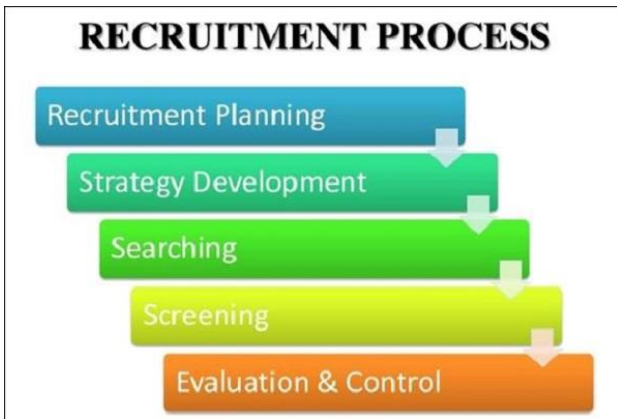 RECRUITMENT PROCESS
Recruitment Planning
Strategy Development
Searching
Screening
Evaluation & Control